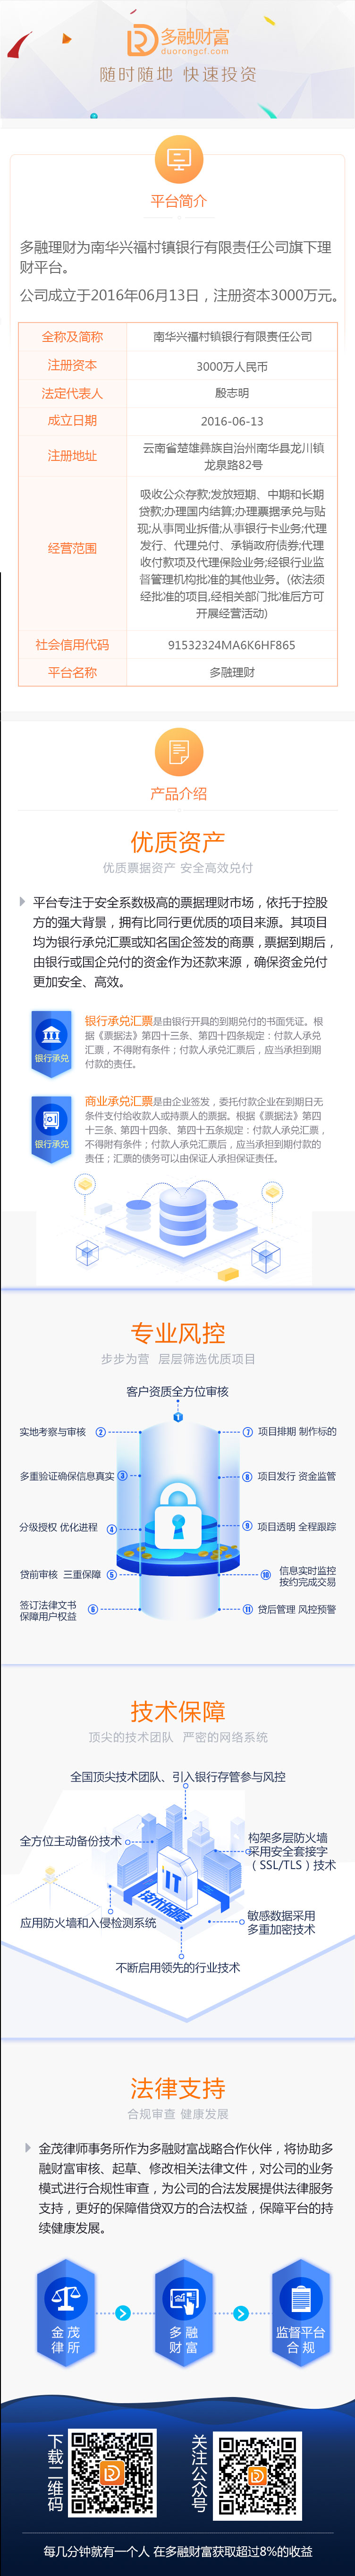 多融财富
duorongcf.com
随时随地 快速投资
平台简介
多融理财为南华兴福村镇银行有限责任公司旗下理
财平台。
公司成立于2016年06月13日，注册资本3000万元。
全称及简称
南华兴福村镇银行有限责任公司
注册资本
3000万人民币
法定代表人
殷志明
成立日期
2016-06-13
注册地址
云南省楚雄彝族自治州南华县龙川镇
龙泉路82号
经营范围
吸收公众存款;发放短期、中期和长期
贷款;办理国内结算;办理票据承兑与贴
现;从事同业拆借;从事银行卡业务;代理
发行、代理兑付、承销政府债券;代理
收付款项及代理保险业务;经银行业监
督管理机构批准的其他业务。(依法须
经批准的项目,经相关部门批准后方可
开展经营活动)
社会信用代码
91532324MA6K6HF865
平台名称
多融理财
产品介绍
优质资产
优质票据资产 安全高效兑付
平台专注于安全系数极高的票据理财市场，依托于控股
方的强大背景，拥有比同行更优质的项目来源。其项目
均为银行承兑汇票或知名国企签发的商票，票据到期后，
由银行或国企兑付的资金作为还款来源，确保资金兑付
更加安全、高效。
银行承兑
银行承兑汇票是由银行开具的到期兑付的书面凭证。根
据《票据法》第四十三条、第四十四条规定：付款人承兑
汇票，不得附有条件；付款人承兑汇票后，应当承担到期
付款的责任。
银行承兑
商业承兑汇票是由企业签发，委托付款企业在到期日无
条件支付给收款人或持票人的票据。根据《票据法》第四
十三条、第四十四条、第四十五条规定：付款人承兑汇票，
不得附有条件；付款人承兑汇票后，应当承担到期付款的
责任；汇票的债务可以由保证人承担保证责任。
专业风控
步步为营 层层筛选优质项目
客户资质全方位审核
1
实地考察与审核 2
7 项目排期 制作标的
多重验证确保信息真实 3
8 项目发行 资金监管
分级授权 优化进程 4
9 项目透明 全程跟踪
贷前审核 三重保障 5
10 信息实时监控
按约完成交易
签订法律文书
保障用户权益 6
11 贷后管理 风控预警
技术保障
顶尖的技术团队 严密的网络系统
全国顶尖技术团队、引入银行存管参与风控
全方位主动备份技术
构架多层防火墙
采用安全套接字
（SSL/TLS）技术
IT
技术保障
应用防火墙和入侵检测系统
敏感数据采用
多重加密技术
不断启用领先的行业技术
法律支持
合规审查 健康发展
金茂律师事务所作为多融财富战略合作伙伴，将协助多
融财富审核、起草、修改相关法律文件，对公司的业务
模式进行合规性审查，为公司的合法发展提供法律服务
支持，更好的保障借贷双方的合法权益，保障平台的持
续健康发展。
金 茂
律 所
多 融
财 富
监督平台
合 规
下载二维码
关注公众号
每几分钟就有一个人 在多融财富获取超过8%的收益